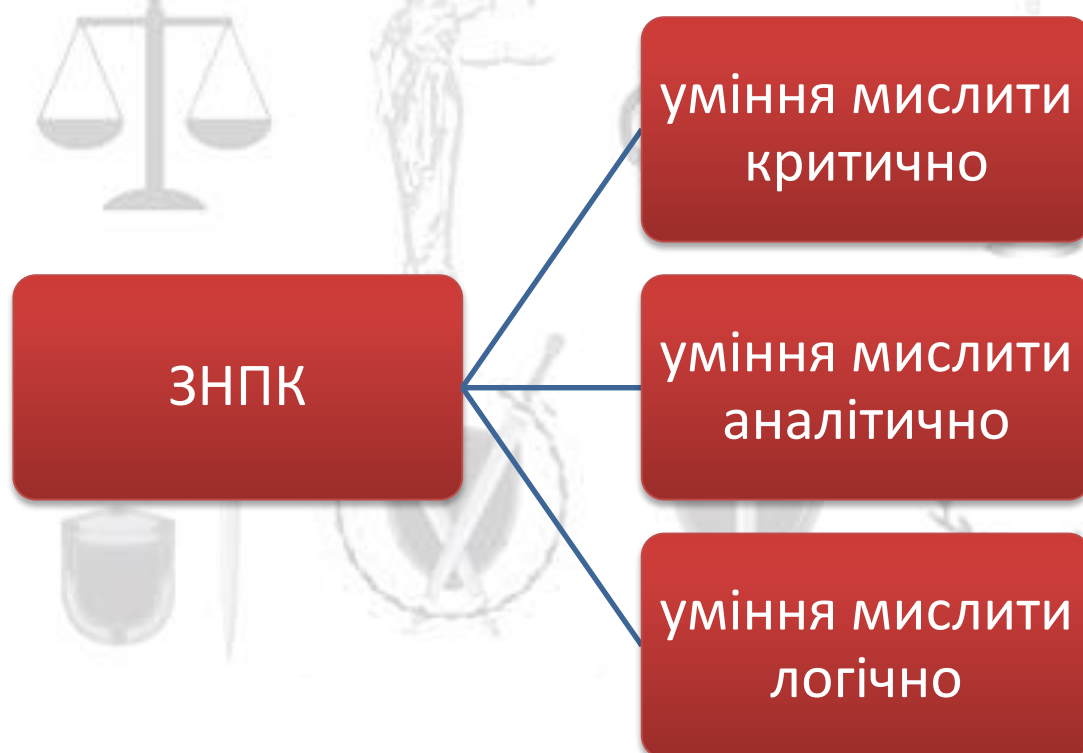 уміння мислити
критично
ЗНПК
уміння мислити
аналітично
уміння мислити
логічно